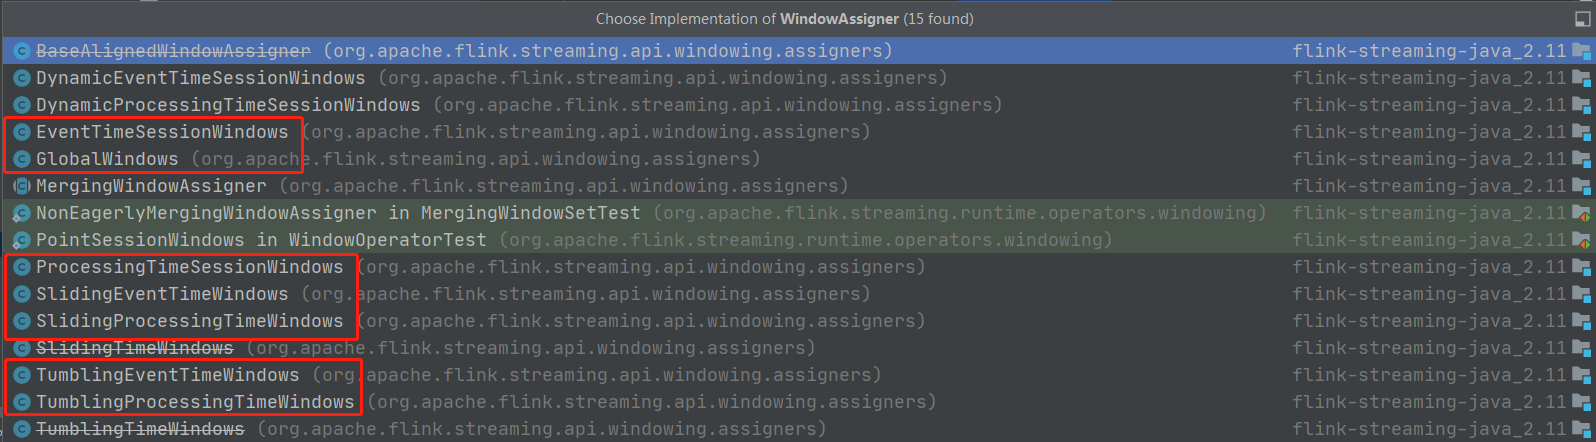 Choose Implementation of WindowAssigner (15 found)
BaseAlignedWindowAssigner (org.apache.flink.streaming.api.windowing.assigners) flink-streaming-java_2.11
DynamicEventTimeSessionWindows (org.apache.flink.streaming.api.windowing.assigners) flink-streaming-java_2.11
DynamicProcessingTimeSessionWindows (org.apache.flink.streaming.api.windowing.assigners) flink-streaming-java_2.11
EventTimeSessionWindows (org.apache.flink.streaming.api.windowing.assigners) flink-streaming-java_2.11
GlobalWindows (org.apache.flink.streaming.api.windowing.assigners) flink-streaming-java_2.11
MergingWindowAssigner (org.apache.flink.streaming.api.windowing.assigners) flink-streaming-java_2.11
NonEagerlyMergingWindowAssigner in MergingWindowSetTest (org.apache.flink.streaming.runtime.operators.windowing) flink-streaming-java_2.11
PointSessionWindows in WindowOperatorTest (org.apache.flink.streaming.runtime.operators.windowing) flink-streaming-java_2.11
ProcessingTimeSessionWindows (org.apache.flink.streaming.api.windowing.assigners) flink-streaming-java_2.11
SlidingEventTimeWindows (org.apache.flink.streaming.api.windowing.assigners) flink-streaming-java_2.11
SlidingProcessingTimeWindows (org.apache.flink.streaming.api.windowing.assigners) flink-streaming-java_2.11
SlidingTimeWindows (org.apache.flink.streaming.api.windowing.assigners) flink-streaming-java_2.11
TumblingEventTimeWindows (org.apache.flink.streaming.api.windowing.assigners) flink-streaming-java_2.11
TumblingProcessingTimeWindows (org.apache.flink.streaming.api.windowing.assigners) flink-streaming-java_2.11
TumblingTimeWindows (org.apache.flink.streaming.api.windowing.assigners) flink-streaming-java_2.11